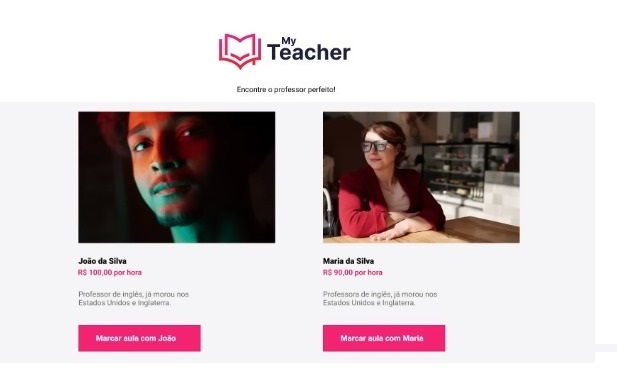 My
Teacher
Encontre o professor perfeito!
João da Silva
R$ 100,00 por hora
Professor de inglês, já morou nos
Estados Unidos e Inglaterra.
Marcar aula com João
Maria da Silva
R$ 90,00 por hora
Professora de inglês, já morou nos
Estados Unidos e Inglaterra.
Marcar aula com Maria